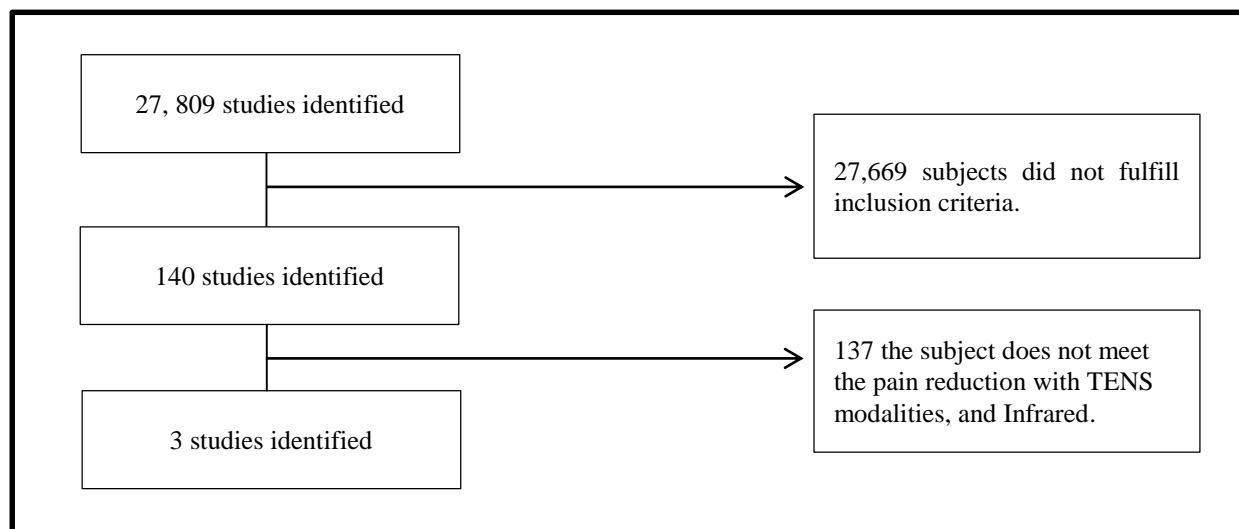 27, 809 studies identified
27,669 subjects did not fulfill
inclusion criteria.
140 studies identified
137 the subject does not meet
the pain reduction with TENS
modalities, and Infrared.
3 studies identified